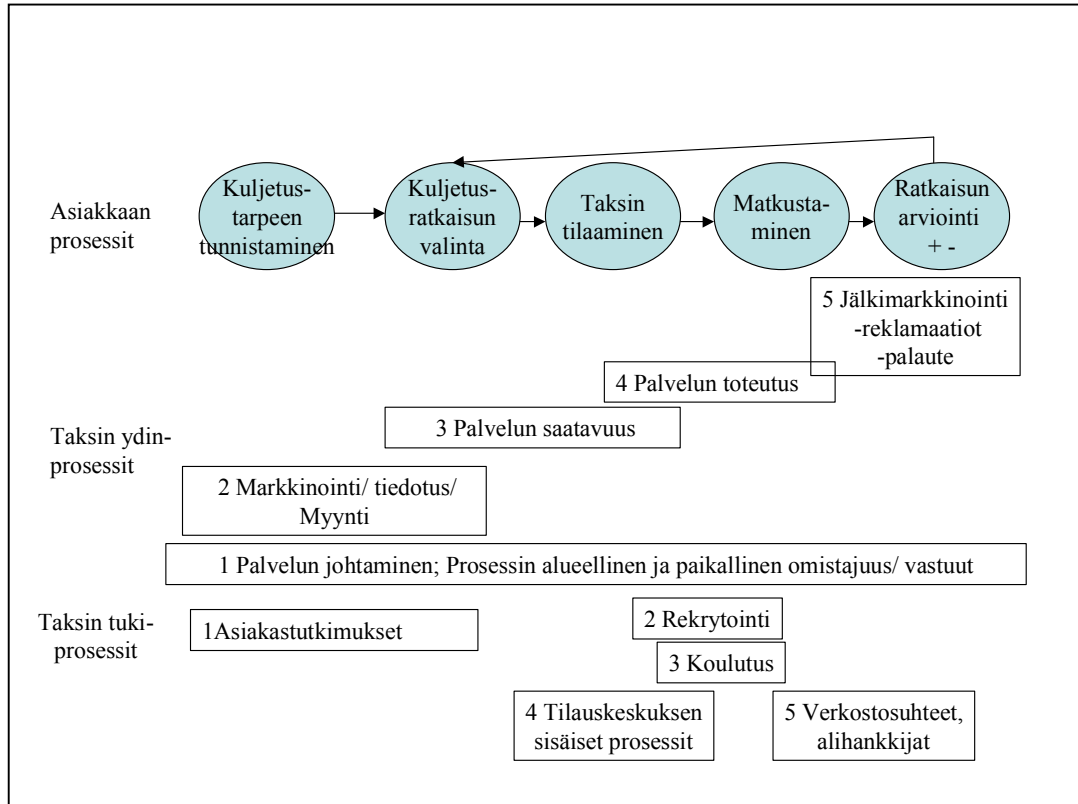 Asiakkaan
prosessit
Kuljetus-
tarpeen
tunnistaminen
Kuljetus-
ratkaisun
valinta
Taksin
tilaaminen
Matkusta-
minen
Ratkaisun
arviointi
+ -
5 Jälkimarkkinointi
-reklamaatiot
-palaute
4 Palvelun toteutus
3 Palvelun saatavuus
Taksin ydin-
prosessit
2 Markkinointi/ tiedotus/
Myynti
1 Palvelun johtaminen; Prosessin alueellinen ja paikallinen omistajuus/ vastuut
Taksin tuki-
prosessit
1Asiakastutkimukset
2 Rekrytointi
3 Koulutus
4 Tilauskeskuksen
sisäiset prosessit
5 Verkostosuhteet,
alihankkijat